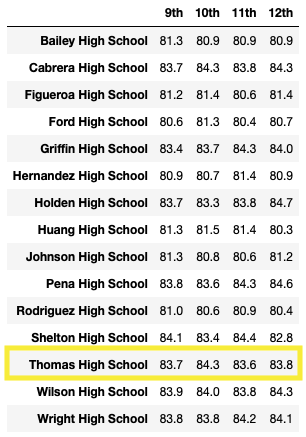 9th 10th 11th 12th
Bailey High School 81.3 80.9 80.9 80.9
Cabrera High School 83.7 84.3 83.8 84.3
Figueroa High School 81.2 81.4 80.6 81.4
Ford High School 80.6 81.3 80.4 80.7
Griffin High School 83.4 83.7 84.3 84.0
Hernandez High School 80.9 80.7 81.4 80.9
Holden High School 83.7 83.3 83.8 84.7
Huang High School 81.3 81.5 81.4 80.3
Johnson High School 81.3 80.8 80.6 81.2
Pena High School 83.8 83.6 84.3 84.6
Rodriguez High School 81.0 80.6 80.9 80.4
Shelton High School 84.1 83.4 84.4 82.8
Thomas High School 83.7 84.3 83.6 83.8
Wilson High School 83.9 84.0 83.8 84.3
Wright High School 83.8 83.8 84.2 84.1